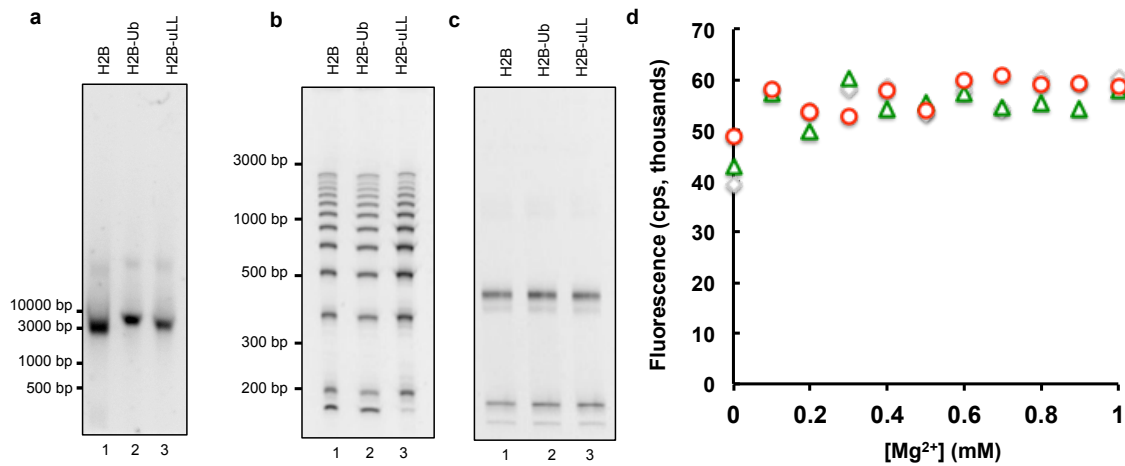 a
H2B
H2B-Ub
H2B-uLL
10000 bp
3000 bp
1000 bp
500 bp
1 2 3
b
H2B
H2B-Ub
H2B-uLL
3000 bp
1000 bp
500 bp
300 bp
200 bp
1 2 3
c
H2B
H2B-Ub
H2B-uLL
1 2 3
d
Fluorescence (cps, thousands)
70
60
50
40
30
20
10
0
0 0.2 0.4 0.6 0.8 1
[Mg²⁺] (mM)